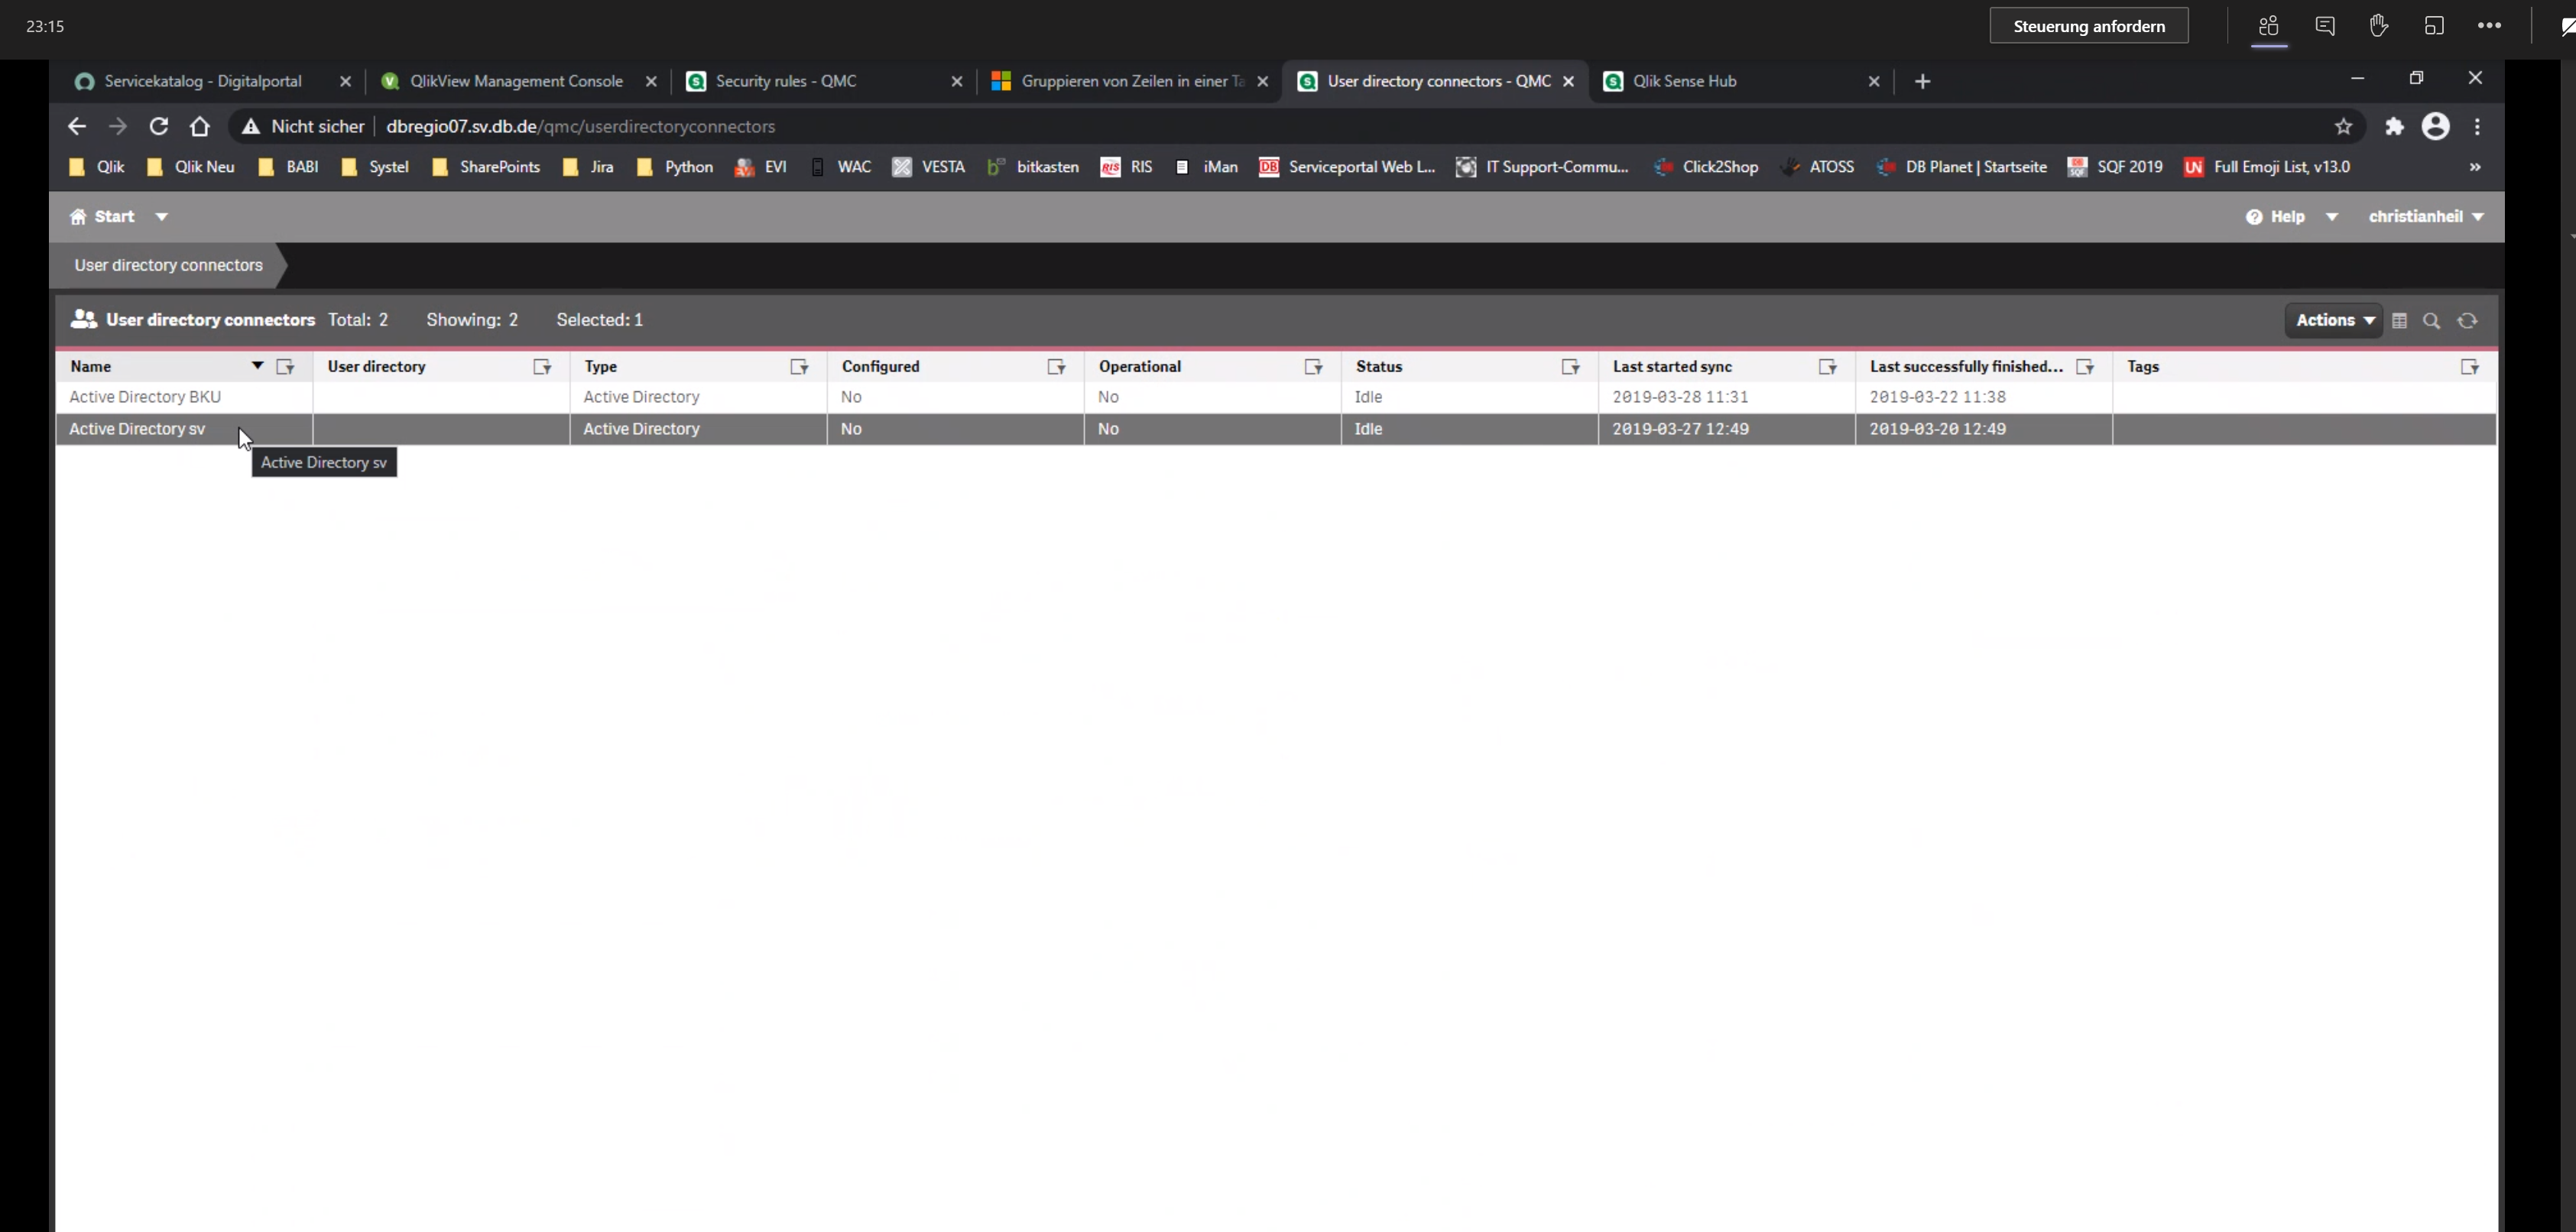 23:15
Steuerung anfordern
Servicekatalog - Digitalportal QlikView Management Console Security rules - QMC Gruppieren von Zeilen in einer Ta User directory connectors - QMC Qlik Sense Hub
Nicht sicher dbregio07.sv.db.de/qmc/userdirectoryconnectors
Qlik Qlik Neu BABI Systel SharePoints Jira Python EVI WAC VESTA bitkasten RIS iMan Serviceportal Web L... IT Support-Commu... Click2Shop ATOSS DB Planet | Startseite SQF 2019 Full Emoji List, v13.0 »
Start Help christianheil
User directory connectors
User directory connectors Total: 2 Showing: 2 Selected: 1 Actions
Name User directory Type Configured Operational Status Last started sync Last successfully finished... Tags
Active Directory BKU Active Directory No No Idle 2019-03-28 11:31 2019-03-22 11:38
Active Directory sv Active Directory No No Idle 2019-03-27 12:49 2019-03-20 12:49
Active Directory sv